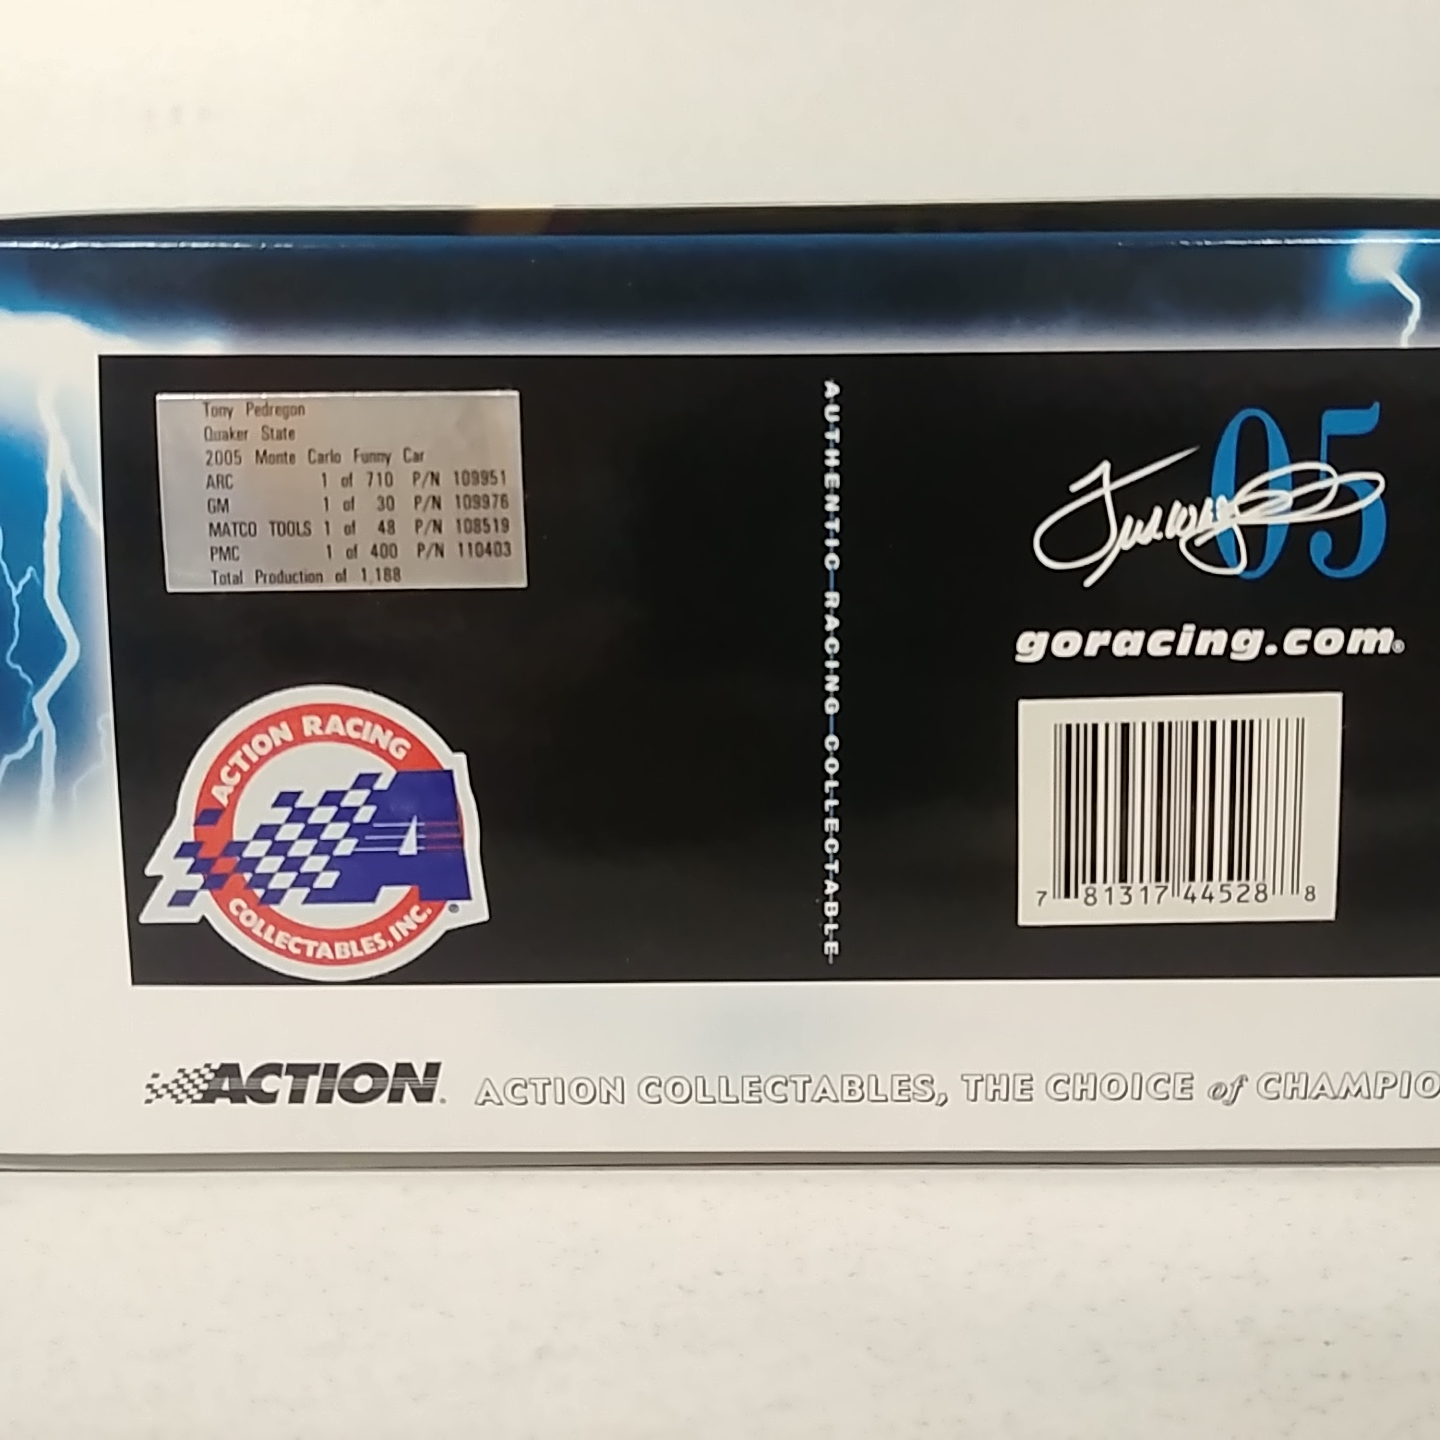 Tony Pedregon
Quaker State
2005 Monte Carlo Funny Car
ARC 1 of 710 P/N 109951
GM 1 of 30 P/N 109976
MATCO TOOLS 1 of 48 P/N 108519
PMC 1 of 400 P/N 110403
Total Production of 1,188
ACTION RACING
COLLECTABLES, INC.
A
®
AUTHENTIC RACING COLLECTABLE
05
goracing.com®
7 81317 44528 8
ACTION®
ACTION COLLECTABLES, THE CHOICE of CHAMPIO